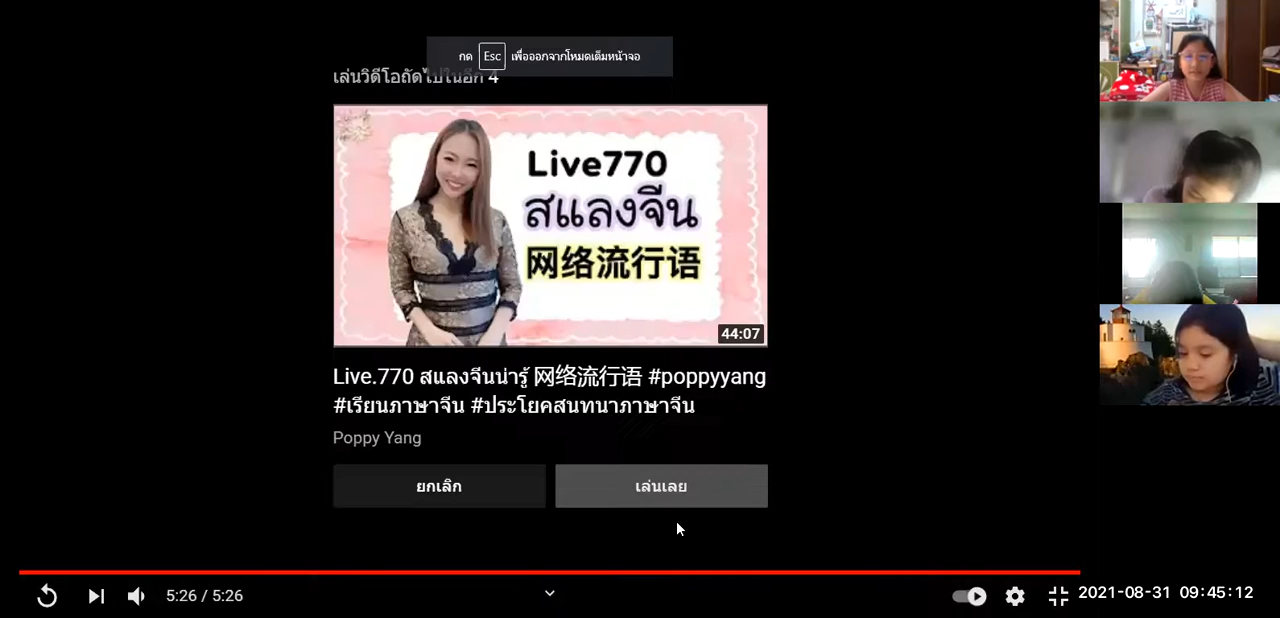 กด Esc เพื่อออกจากโหมดเต็มหน้าจอ
เล่นวิดีโอถัดไปในอีก 4
Live770
สแลงจีน
网络流行语
44:07
Live.770 สแลงจีนน่ารู้ 网络流行语 #poppyyang
#เรียนภาษาจีน #ประโยคสนทนาภาษาจีน
Poppy Yang
ยกเลิก
เล่นเลย
5:26 / 5:26
2021-08-31 09:45:12